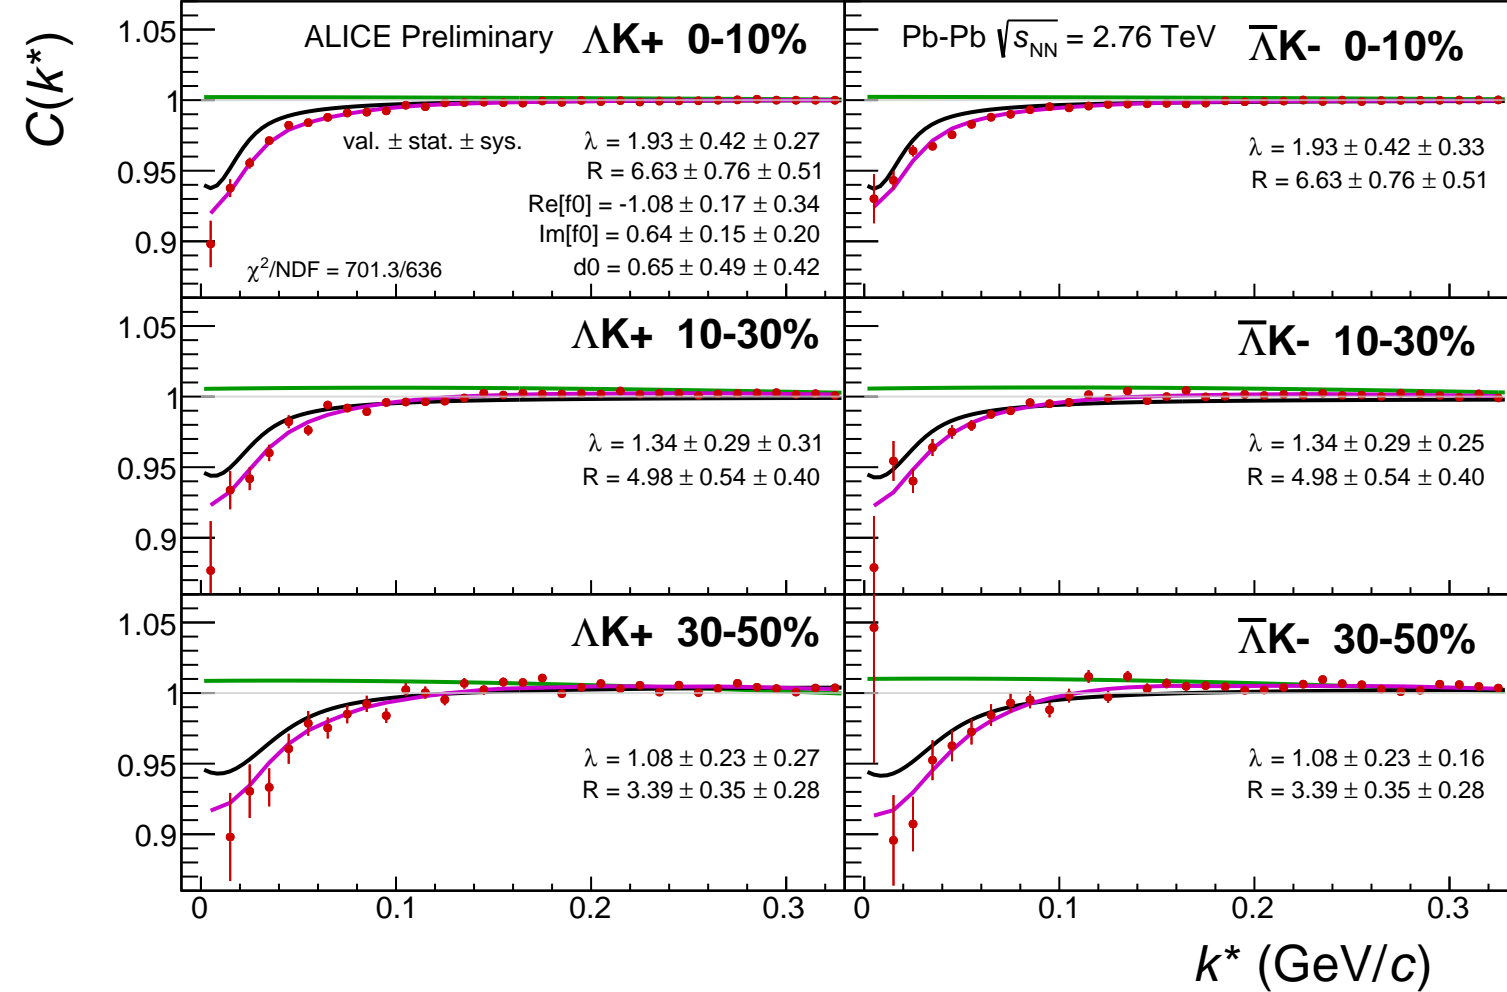 C(k*)
ALICE Preliminary ΛK+ 0-10%
val. ± stat. ± sys.
λ = 1.93 ± 0.42 ± 0.27
R = 6.63 ± 0.76 ± 0.51
Re[f0] = -1.08 ± 0.17 ± 0.34
Im[f0] = 0.64 ± 0.15 ± 0.20
d0 = 0.65 ± 0.49 ± 0.42
χ²/NDF = 701.3/636
1.05
1
0.95
0.9
Pb-Pb √s_NN = 2.76 TeV Λ̅K- 0-10%
λ = 1.93 ± 0.42 ± 0.33
R = 6.63 ± 0.76 ± 0.51
ΛK+ 10-30%
λ = 1.34 ± 0.29 ± 0.31
R = 4.98 ± 0.54 ± 0.40
1.05
1
0.95
0.9
Λ̅K- 10-30%
λ = 1.34 ± 0.29 ± 0.25
R = 4.98 ± 0.54 ± 0.40
ΛK+ 30-50%
λ = 1.08 ± 0.23 ± 0.27
R = 3.39 ± 0.35 ± 0.28
1.05
1
0.95
0.9
Λ̅K- 30-50%
λ = 1.08 ± 0.23 ± 0.16
R = 3.39 ± 0.35 ± 0.28
0 0.1 0.2 0.3
0 0.1 0.2 0.3
k* (GeV/c)